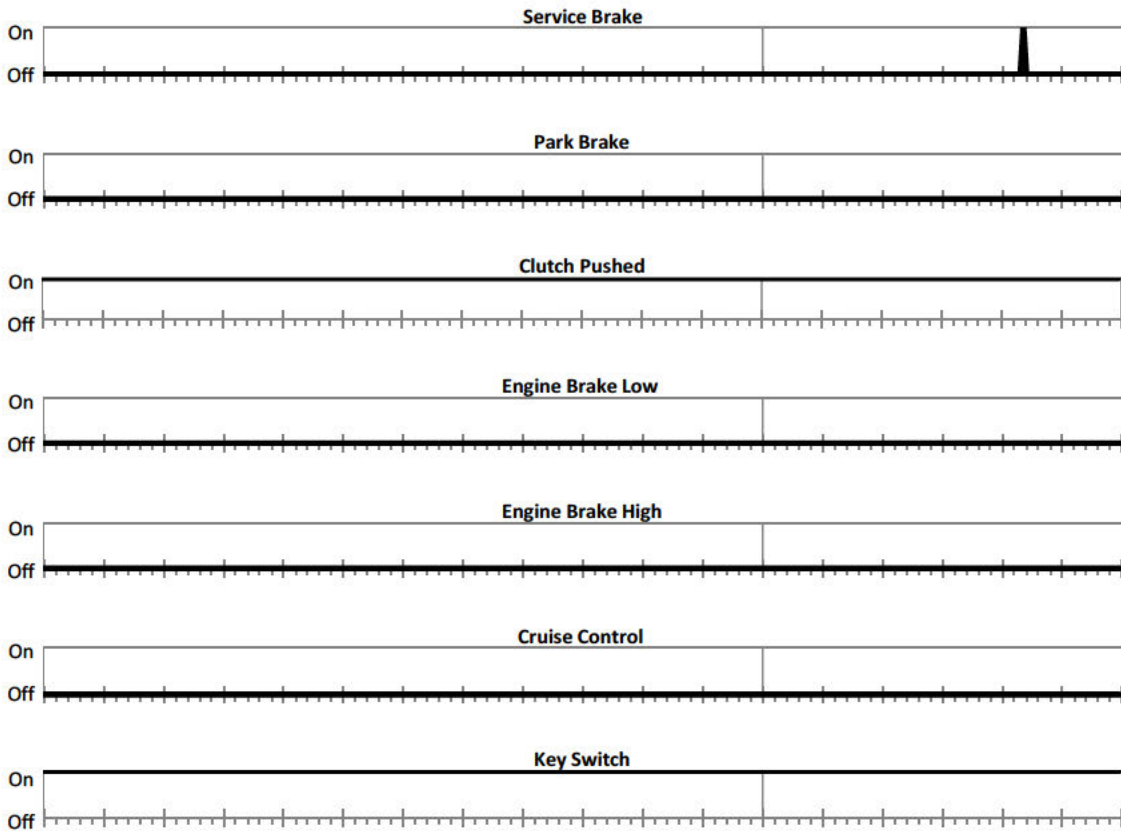 Service Brake
On
Off
Park Brake
On
Off
Clutch Pushed
On
Off
Engine Brake Low
On
Off
Engine Brake High
On
Off
Cruise Control
On
Off
Key Switch
On
Off